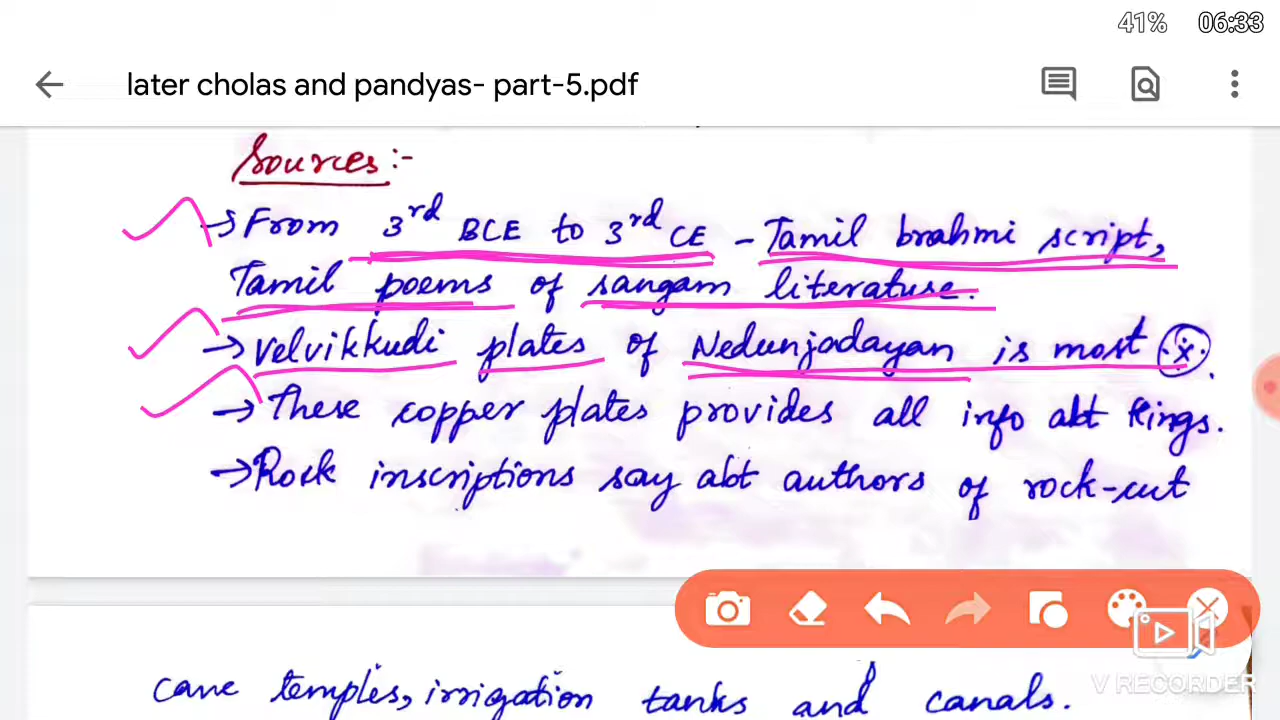 41% 06:33
later cholas and pandyas- part-5.pdf
Sources:-
→ From 3rd BCE to 3rd CE - Tamil brahmi script,
Tamil poems of sangam literature.
→ Velvikkudi plates of Nedunjadayan is most
→ These copper plates provides all info abt kings.
→ Rock inscriptions say abt authors of rock-cut
cave temples, irrigation tanks and canals.
V RECORDER